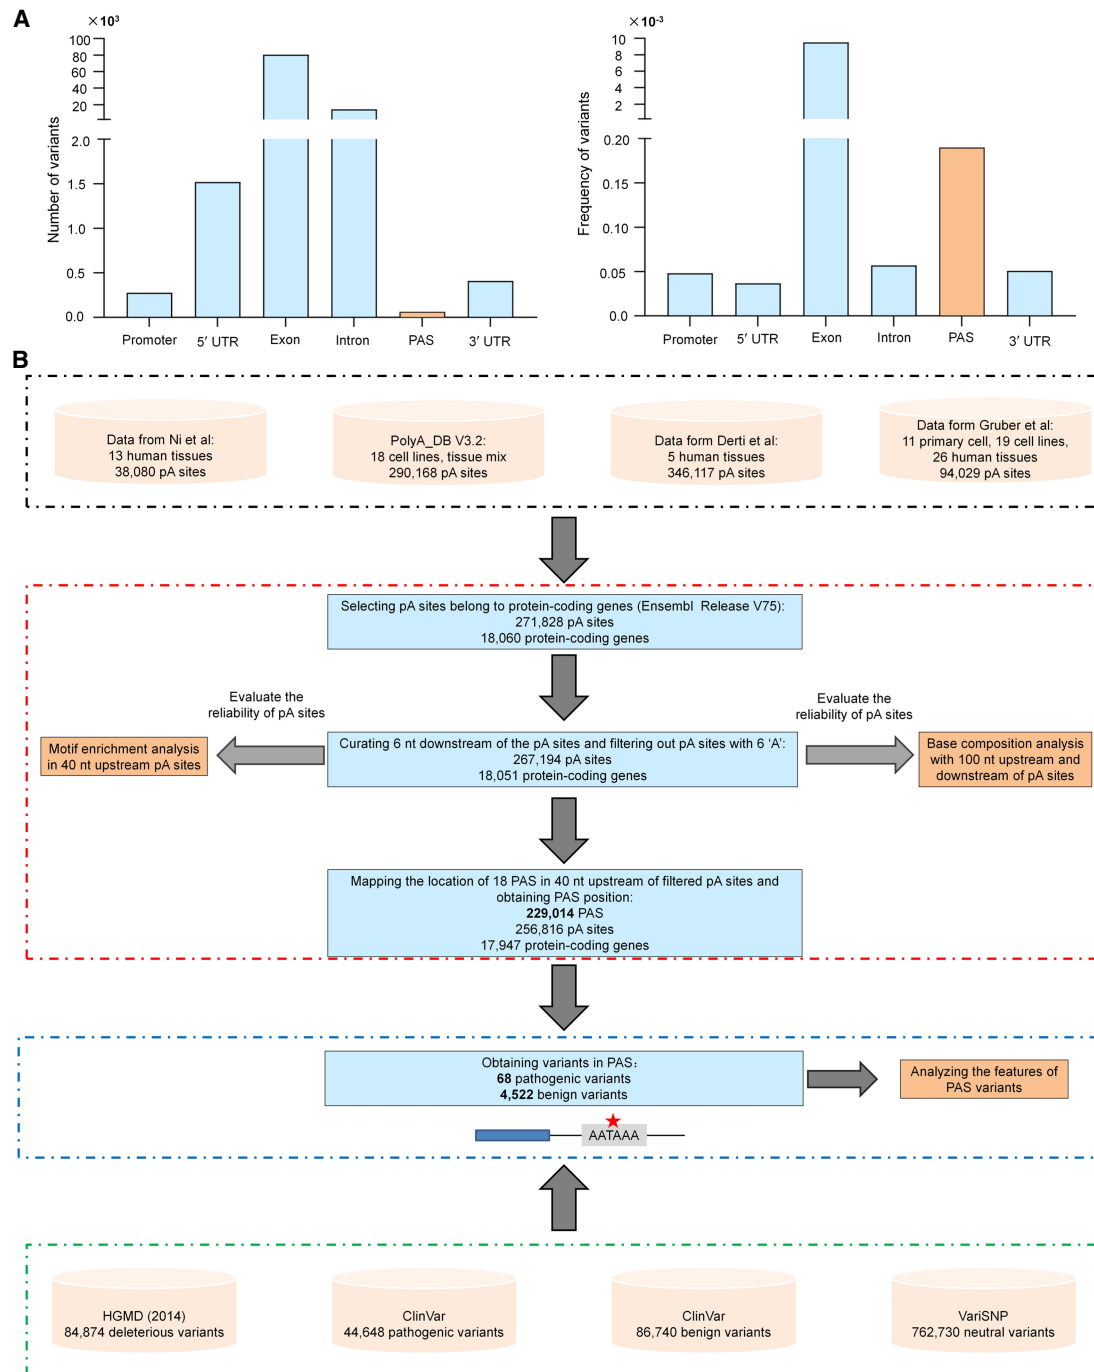 A
×10³
100
80
60
40
20
2.0
1.5
1.0
0.5
0.0
Number of variants
Promoter
5′ UTR
Exon
Intron
PAS
3′ UTR
×10⁻³
10
8
6
4
2
0.20
0.15
0.10
0.05
0.00
Frequency of variants
Promoter
5′ UTR
Exon
Intron
PAS
3′ UTR
B
Data from Ni et al:
13 human tissues
38,080 pA sites
PolyA_DB V3.2:
18 cell lines, tissue mix
290,168 pA sites
Data form Derti et al:
5 human tissues
346,117 pA sites
Data form Gruber et al:
11 primary cell, 19 cell lines,
26 human tissues
94,029 pA sites
Selecting pA sites belong to protein-coding genes (Ensembl Release V75):
271,828 pA sites
18,060 protein-coding genes
Evaluate the
reliability of pA sites
Evaluate the
reliability of pA sites
Motif enrichment analysis
in 40 nt upstream pA sites
Curating 6 nt downstream of the pA sites and filtering out pA sites with 6 ‘A’:
267,194 pA sites
18,051 protein-coding genes
Base composition analysis
with 100 nt upstream and
downstream of pA sites
Mapping the location of 18 PAS in 40 nt upstream of filtered pA sites and
obtaining PAS position:
229,014 PAS
256,816 pA sites
17,947 protein-coding genes
Obtaining variants in PAS:
68 pathogenic variants
4,522 benign variants
Analyzing the features of
PAS variants
AATAAA
HGMD (2014)
84,874 deleterious variants
ClinVar
44,648 pathogenic variants
ClinVar
86,740 benign variants
VariSNP
762,730 neutral variants